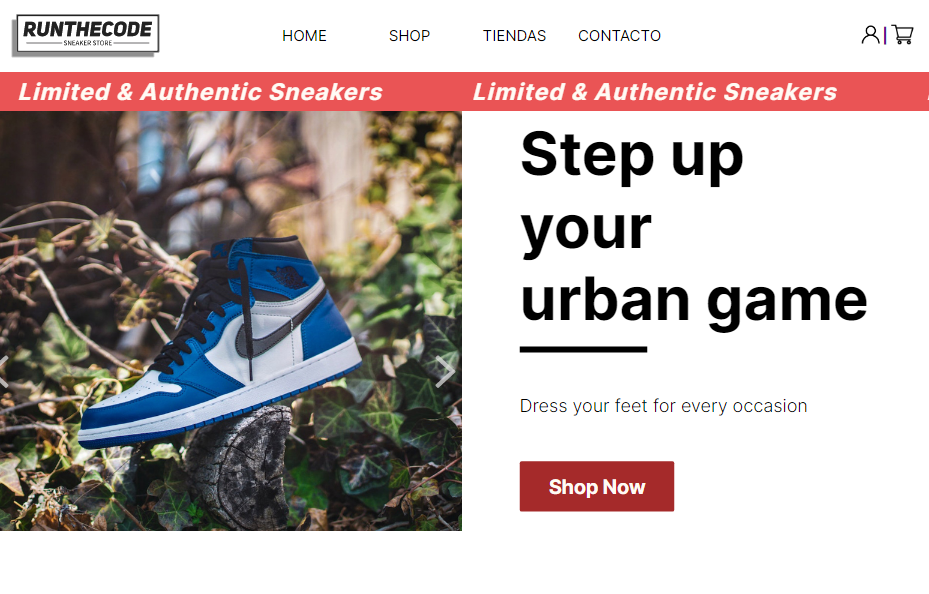 RUNTHECODE
SNEAKER STORE
HOME SHOP TIENDAS CONTACTO
Limited & Authentic Sneakers Limited & Authentic Sneakers
Step up
your
urban game
Dress your feet for every occasion
Shop Now